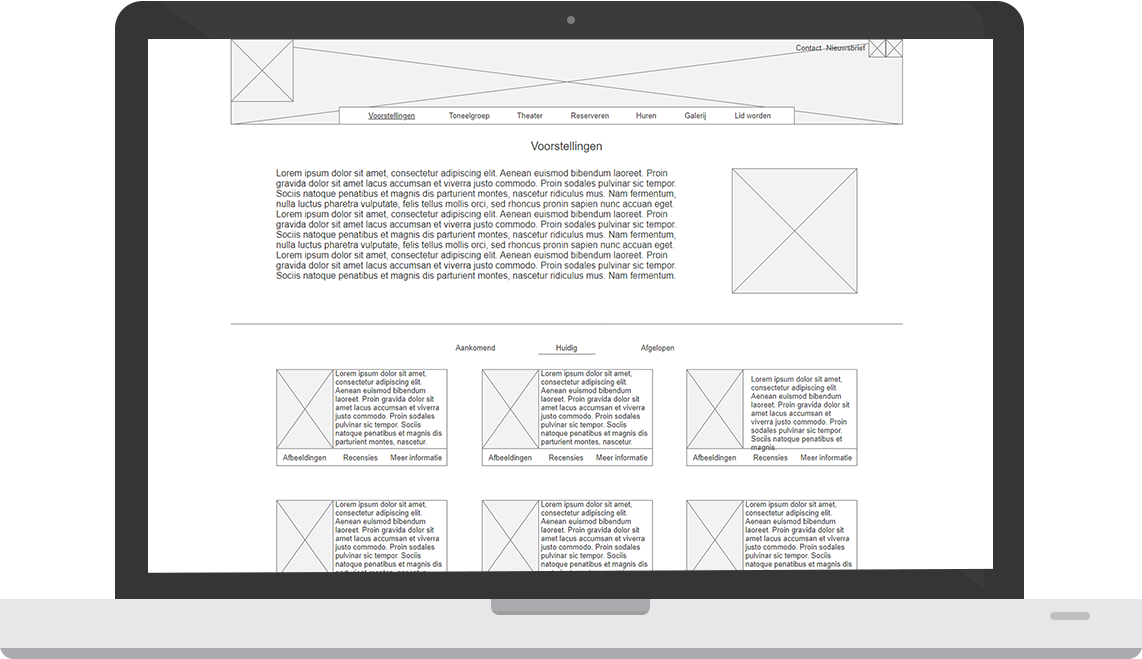 Contact Nieuwsbrief
Voorstellingen Toneelgroep Theater Reserveren Huren Galerij Lid worden
Voorstellingen
Lorem ipsum dolor sit amet, consectetur adipiscing elit. Aenean euismod bibendum laoreet. Proin
gravida dolor sit amet lacus accumsan et viverra justo commodo. Proin sodales pulvinar sic tempor.
Sociis natoque penatibus et magnis dis parturient montes, nascetur ridiculus mus. Nam fermentum,
nulla luctus pharetra vulputate, felis tellus mollis orci, sed rhoncus pronin sapien nunc accuan eget.
Lorem ipsum dolor sit amet, consectetur adipiscing elit. Aenean euismod bibendum laoreet. Proin
gravida dolor sit amet lacus accumsan et viverra justo commodo. Proin sodales pulvinar sic tempor.
Sociis natoque penatibus et magnis dis parturient montes, nascetur ridiculus mus. Nam fermentum,
nulla luctus pharetra vulputate, felis tellus mollis orci, sed rhoncus pronin sapien nunc accuan eget.
Lorem ipsum dolor sit amet, consectetur adipiscing elit. Aenean euismod bibendum laoreet. Proin
gravida dolor sit amet lacus accumsan et viverra justo commodo. Proin sodales pulvinar sic tempor.
Sociis natoque penatibus et magnis dis parturient montes, nascetur ridiculus mus. Nam fermentum.
Aankomend Huidig Afgelopen
Lorem ipsum dolor sit amet,
consectetur adipiscing elit.
Aenean euismod bibendum
laoreet. Proin gravida dolor sit
amet lacus accumsan et viverra
justo commodo. Proin sodales
pulvinar sic tempor. Sociis
natoque penatibus et magnis dis
parturient montes, nascetur.
Afbeeldingen Recensies Meer informatie
Lorem ipsum dolor sit amet,
consectetur adipiscing elit.
Aenean euismod bibendum
laoreet. Proin gravida dolor sit
amet lacus accumsan et viverra
justo commodo. Proin sodales
pulvinar sic tempor. Sociis
natoque penatibus et magnis dis
parturient montes, nascetur.
Afbeeldingen Recensies Meer informatie
Lorem ipsum dolor sit amet,
consectetur adipiscing elit.
Aenean euismod bibendum
laoreet. Proin gravida dolor sit
amet lacus accumsan et
viverra justo commodo. Proin
sodales pulvinar sic tempor.
Sociis natoque penatibus et
magnis
Afbeeldingen Recensies Meer informatie
Lorem ipsum dolor sit amet,
consectetur adipiscing elit.
Aenean euismod bibendum
laoreet. Proin gravida dolor sit
amet lacus accumsan et viverra
justo commodo. Proin sodales
pulvinar sic tempor. Sociis
natoque penatibus et magnis dis
Lorem ipsum dolor sit amet,
consectetur adipiscing elit.
Aenean euismod bibendum
laoreet. Proin gravida dolor sit
amet lacus accumsan et viverra
justo commodo. Proin sodales
pulvinar sic tempor. Sociis
natoque penatibus et magnis dis
Lorem ipsum dolor sit amet,
consectetur adipiscing elit.
Aenean euismod bibendum
laoreet. Proin gravida dolor sit
amet lacus accumsan et viverra
justo commodo. Proin sodales
pulvinar sic tempor. Sociis
natoque penatibus et magnis dis